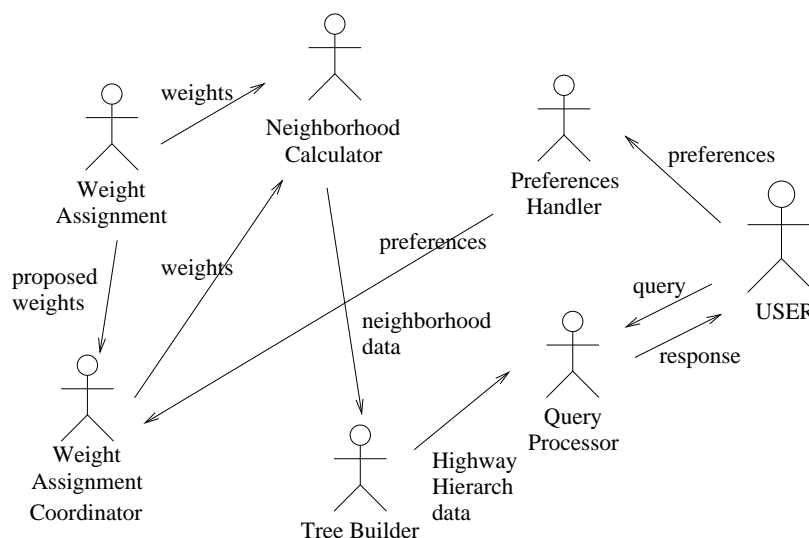 weights
Neighborhood
Calculator
Weight
Assignment
Preferences
Handler
preferences
preferences
proposed
weights
weights
query
USER
neighborhood
data
response
Weight
Assignment
Coordinator
Query
Processor
Highway
Hierarch
data
Tree Builder